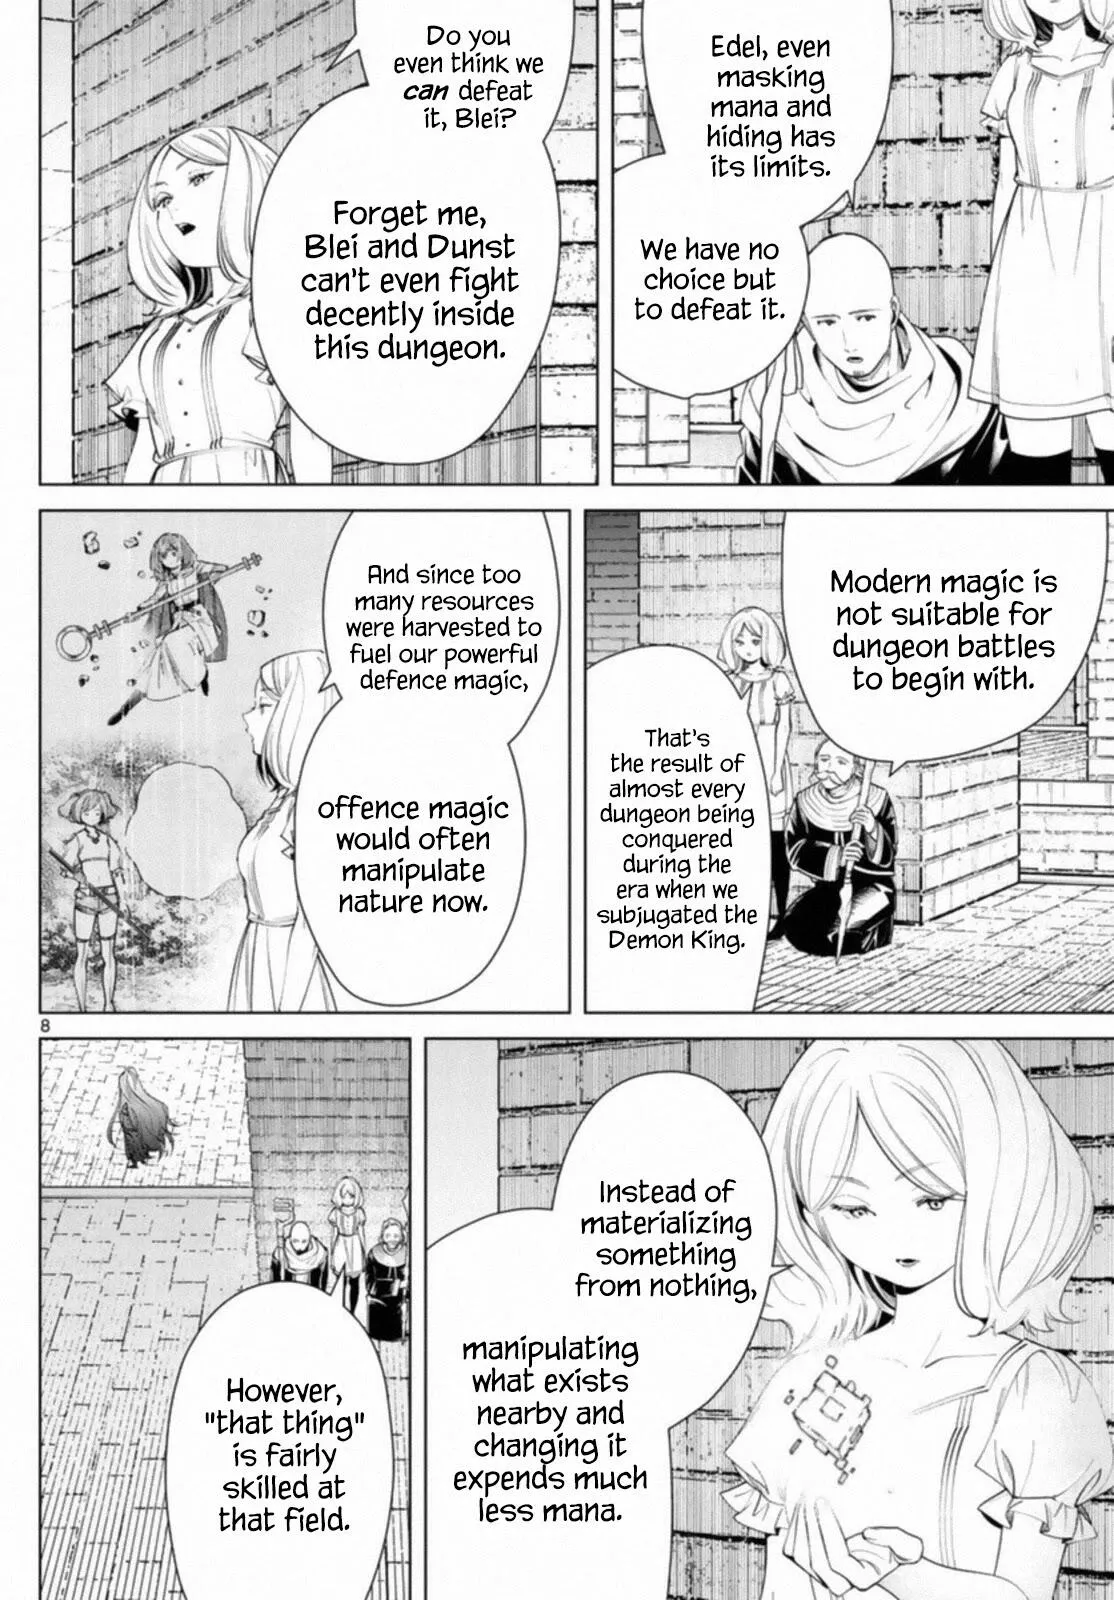 Edel, even
masking
mana and
hiding has
its limits.
We have no
choice but
to defeat it.
Do you
even think we
can defeat
it, Blei?
Forget me,
Blei and Dunst
can't even fight
decently inside
this dungeon.
Modern magic is
not suitable for
dungeon battles
to begin with.
That's
the result of
almost every
dungeon being
conquered
during the
era when we
subjugated the
Demon King.
And since too
many resources
were harvested to
fuel our powerful
defence magic,
offence magic
would often
manipulate
nature now.
8
Instead of
materializing
something
from nothing,
manipulating
what exists
nearby and
changing it
expends much
less mana.
However,
"that thing"
is fairly
skilled at
that field.